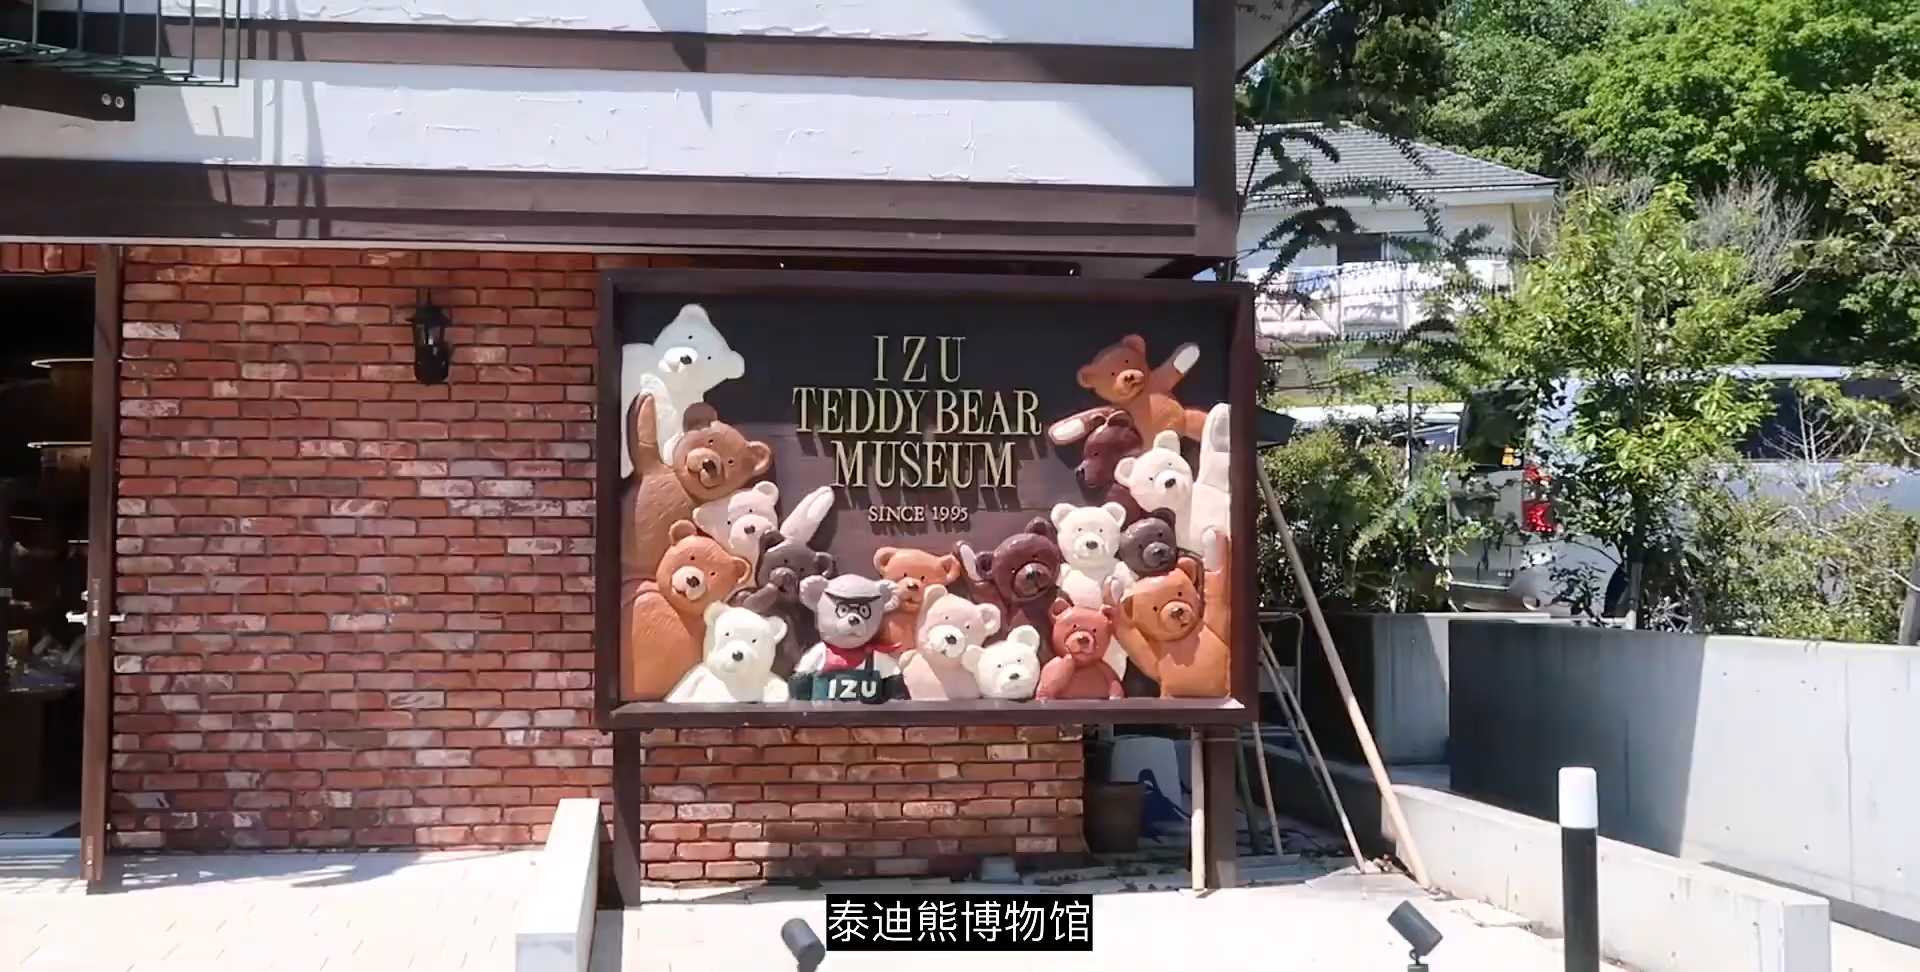 IZU
TEDDY BEAR
MUSEUM
SINCE 1995
IZU
泰迪熊博物馆